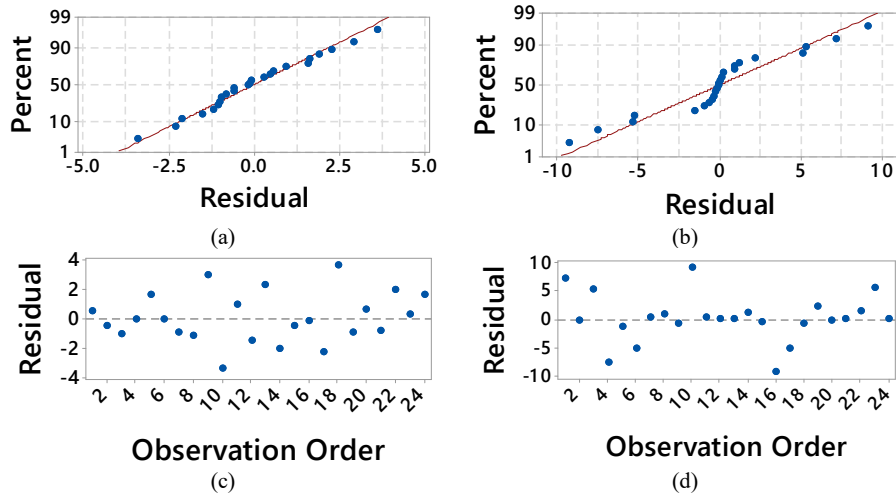 99
90
50
10
1
Percent
-5.0 -2.5 0.0 2.5 5.0
Residual
(a)
99
90
50
10
1
Percent
-10 -5 0 5 10
Residual
(b)
4
2
0
-2
-4
Residual
2 4 6 8 10 12 14 16 18 20 22 24
Observation Order
(c)
10
5
0
-5
-10
Residual
2 4 6 8 10 12 14 16 18 20 22 24
Observation Order
(d)